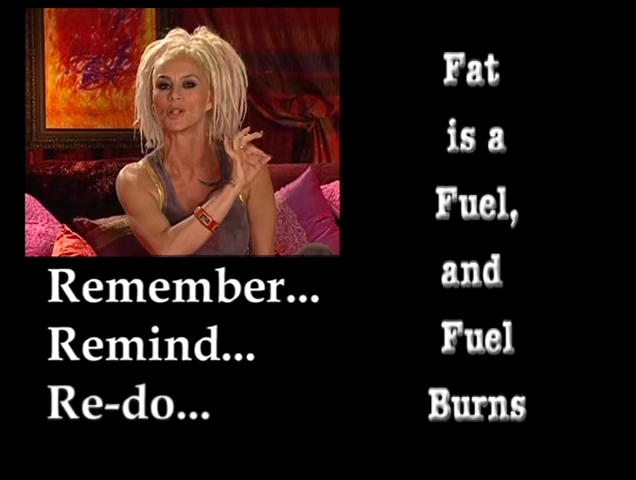 Remember...
Remind...
Re-do...
Fat
is a
Fuel,
and
Fuel
Burns